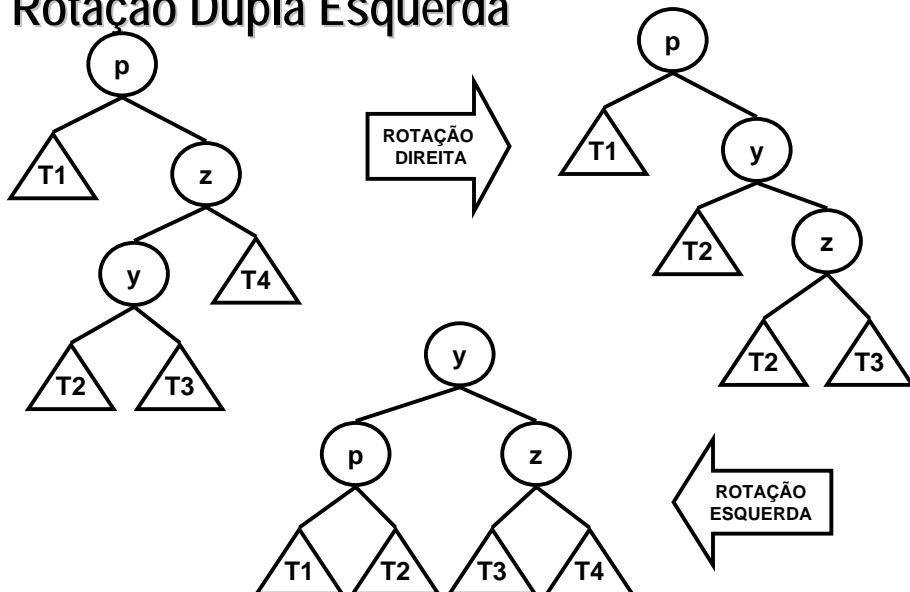 Rotação Dupla Esquerda
p
T1
z
y
T4
T2
T3
ROTAÇÃO
DIREITA
p
T1
y
T2
z
T2
T3
y
p
z
T1
T2
T3
T4
ROTAÇÃO
ESQUERDA